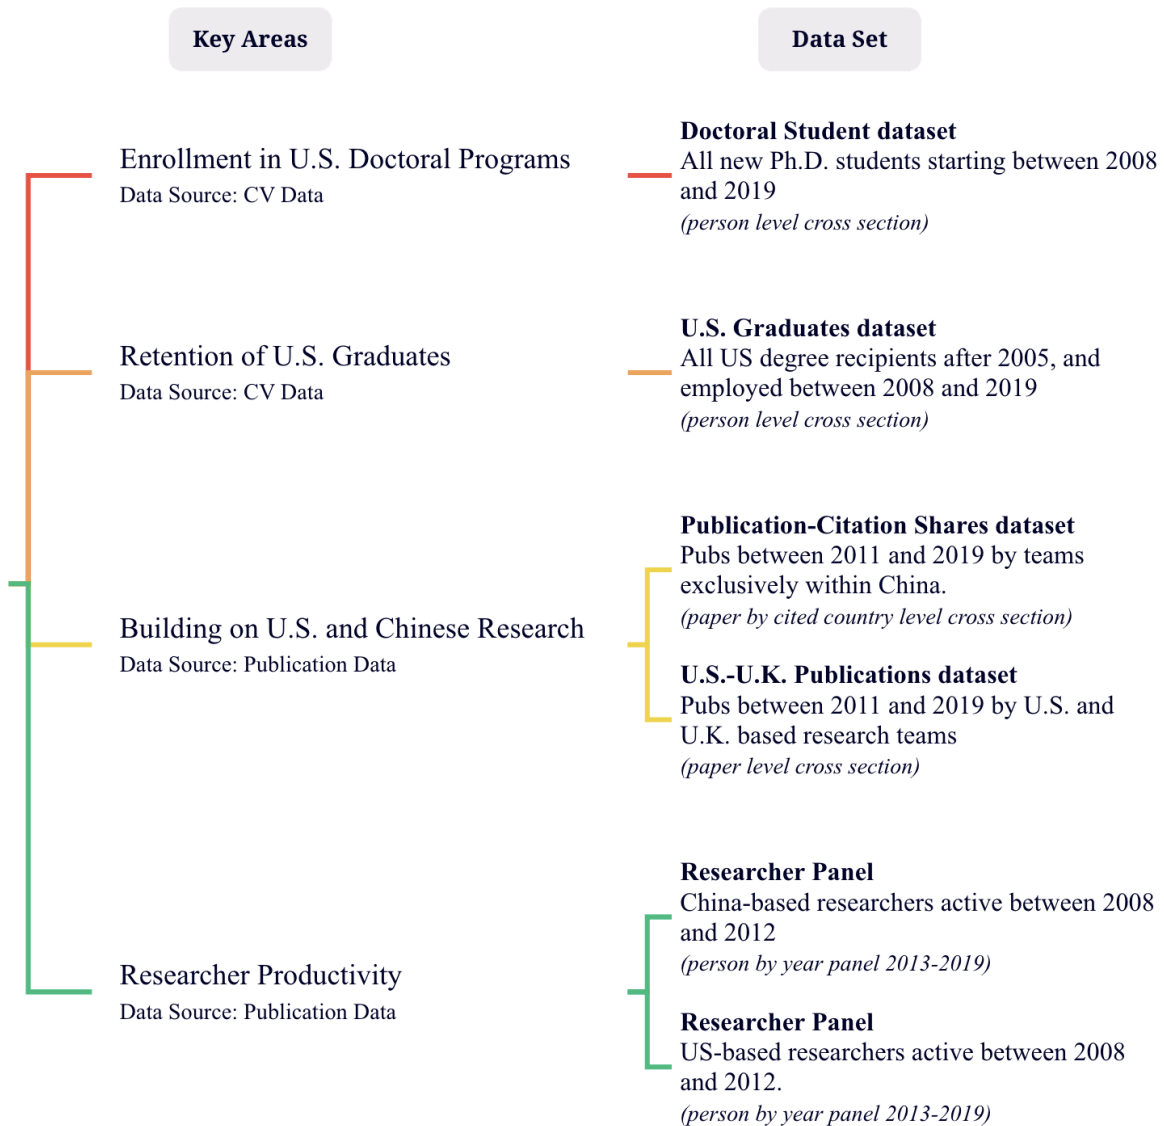 Key Areas
Data Set
Enrollment in U.S. Doctoral Programs
Data Source: CV Data
Doctoral Student dataset
All new Ph.D. students starting between 2008
and 2019
(person level cross section)
Retention of U.S. Graduates
Data Source: CV Data
U.S. Graduates dataset
All US degree recipients after 2005, and
employed between 2008 and 2019
(person level cross section)
Building on U.S. and Chinese Research
Data Source: Publication Data
Publication-Citation Shares dataset
Pubs between 2011 and 2019 by teams
exclusively within China.
(paper by cited country level cross section)
U.S.-U.K. Publications dataset
Pubs between 2011 and 2019 by U.S. and
U.K. based research teams
(paper level cross section)
Researcher Productivity
Data Source: Publication Data
Researcher Panel
China-based researchers active between 2008
and 2012
(person by year panel 2013-2019)
Researcher Panel
US-based researchers active between 2008
and 2012.
(person by year panel 2013-2019)